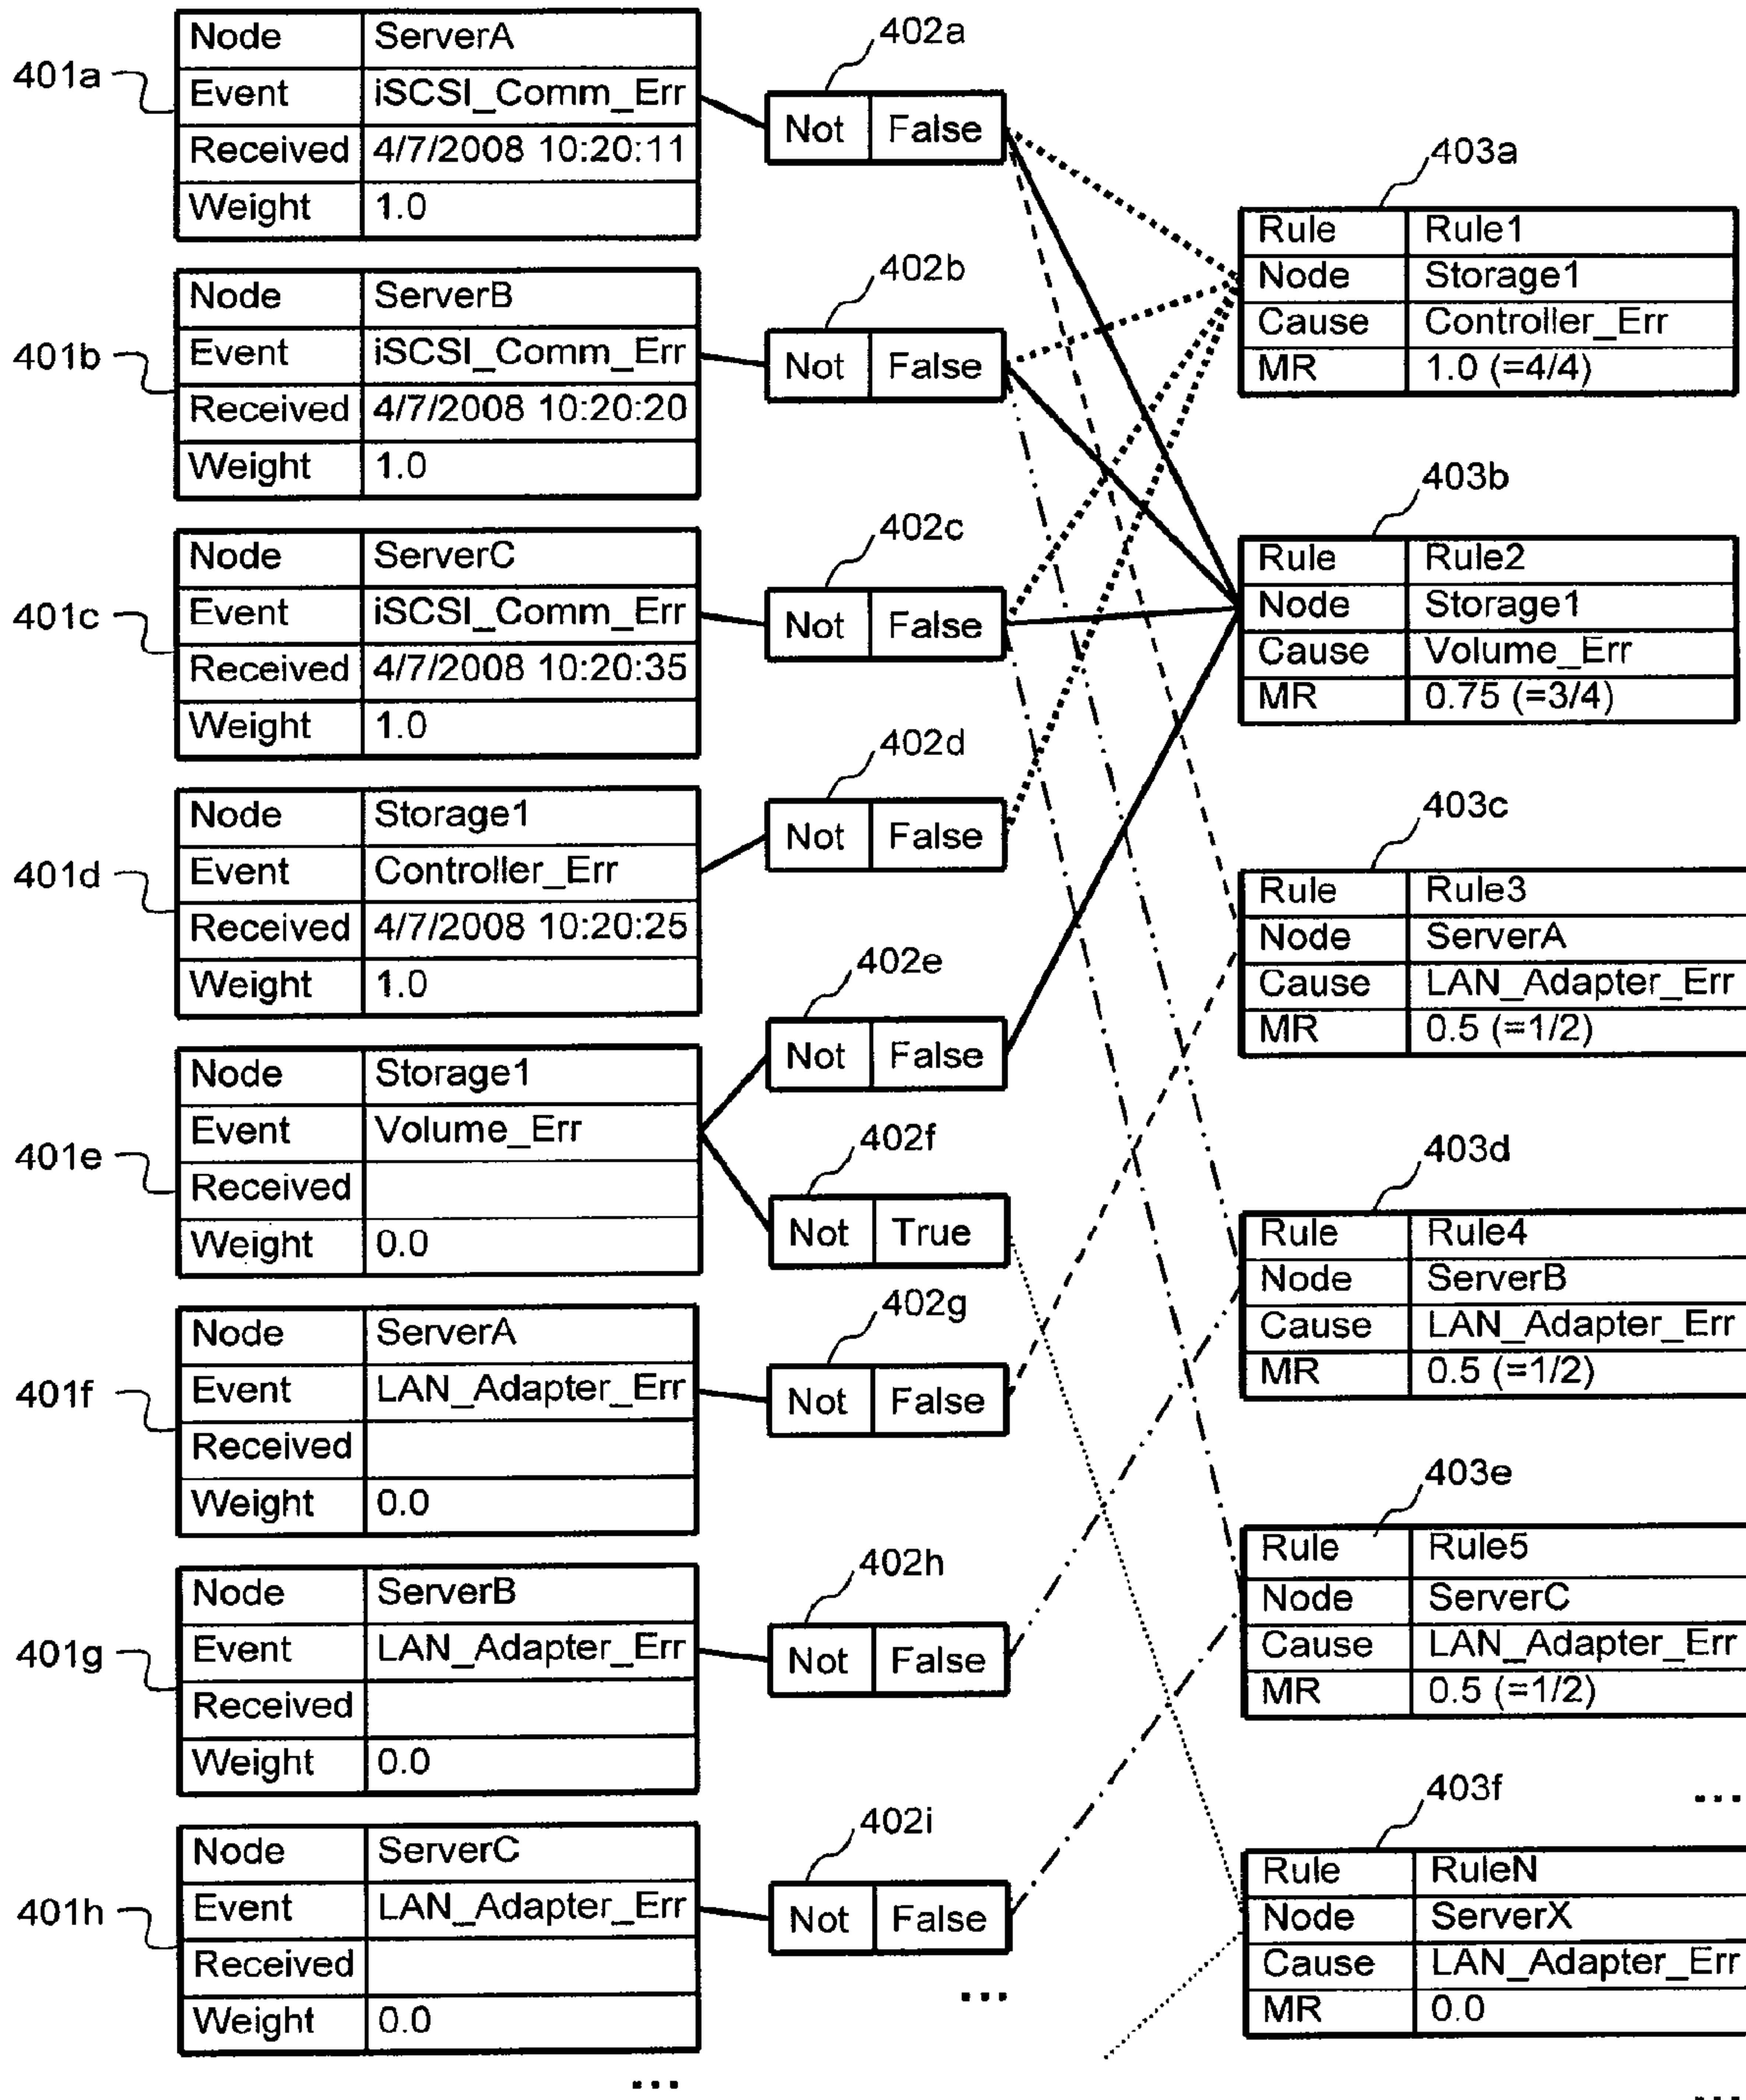 401a
Node ServerA
Event iSCSI_Comm_Err
Received 4/7/2008 10:20:11
Weight 1.0
401b
Node ServerB
Event iSCSI_Comm_Err
Received 4/7/2008 10:20:20
Weight 1.0
401c
Node ServerC
Event iSCSI_Comm_Err
Received 4/7/2008 10:20:35
Weight 1.0
401d
Node Storage1
Event Controller_Err
Received 4/7/2008 10:20:25
Weight 1.0
401e
Node Storage1
Event Volume_Err
Received
Weight 0.0
401f
Node ServerA
Event LAN_Adapter_Err
Received
Weight 0.0
401g
Node ServerB
Event LAN_Adapter_Err
Received
Weight 0.0
401h
Node ServerC
Event LAN_Adapter_Err
Received
Weight 0.0
...
402a
Not False
402b
Not False
402c
Not False
402d
Not False
402e
Not False
402f
Not True
402g
Not False
402h
Not False
402i
Not False
...
403a
Rule Rule1
Node Storage1
Cause Controller_Err
MR 1.0 (=4/4)
403b
Rule Rule2
Node Storage1
Cause Volume_Err
MR 0.75 (=3/4)
403c
Rule Rule3
Node ServerA
Cause LAN_Adapter_Err
MR 0.5 (=1/2)
403d
Rule Rule4
Node ServerB
Cause LAN_Adapter_Err
MR 0.5 (=1/2)
403e
Rule Rule5
Node ServerC
Cause LAN_Adapter_Err
MR 0.5 (=1/2)
...
403f
Rule RuleN
Node ServerX
Cause LAN_Adapter_Err
MR 0.0
...